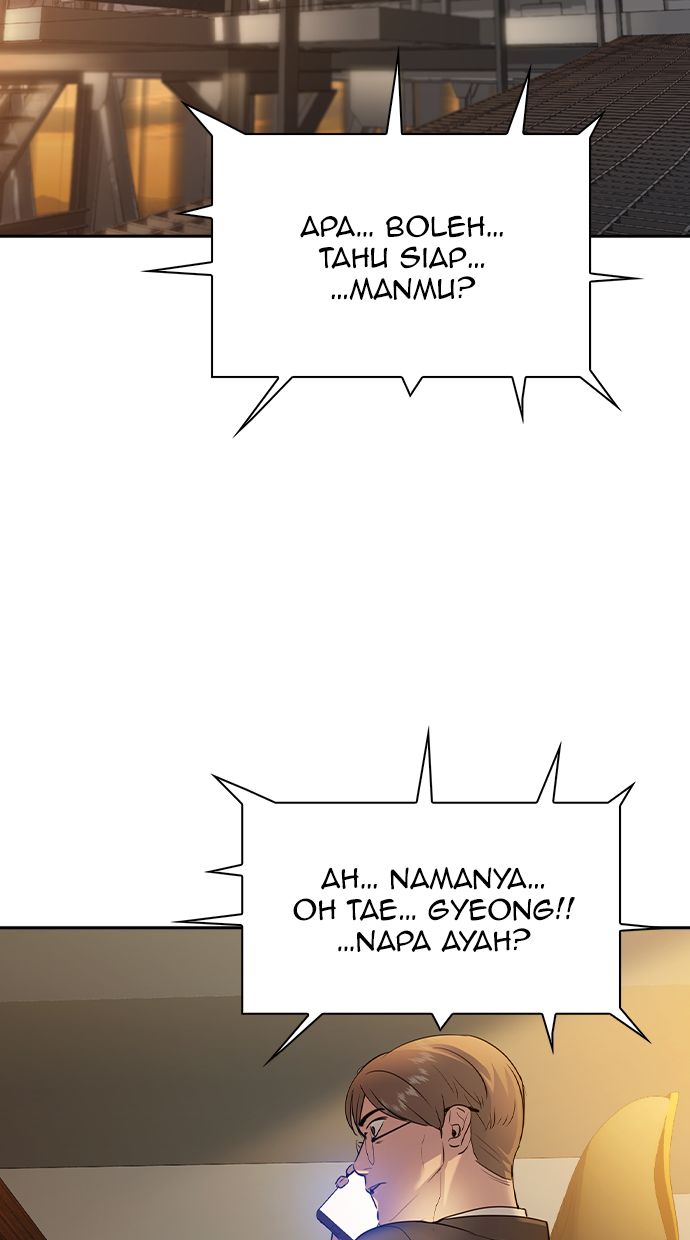 APA... BOLEH...
TAHU SIAP...
...MANMU?
AH... NAMANYA...
OH TAE... GYEONG!!
...NAPA AYAH?